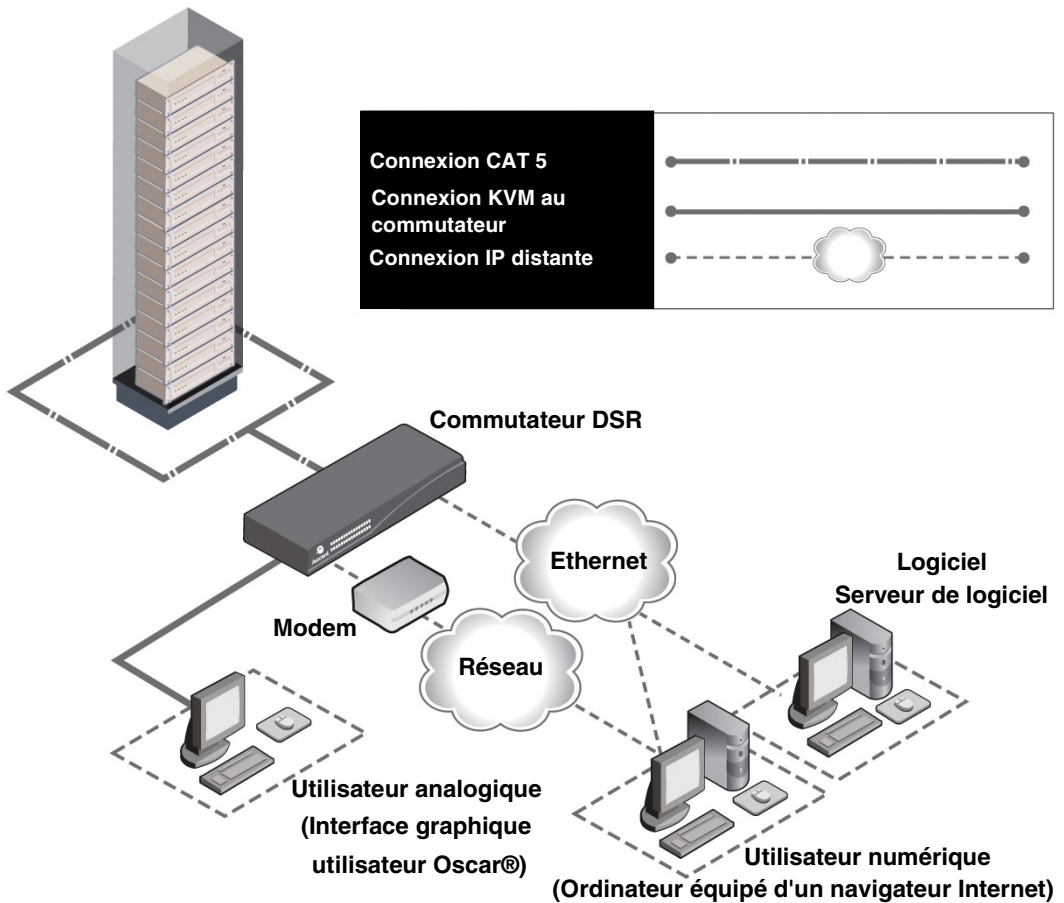 Connexion CAT 5
Connexion KVM au
commutateur
Connexion IP distante
Commutateur DSR
Avocent
Ethernet
Logiciel
Serveur de logiciel
Modem
Réseau
Utilisateur analogique
(Interface graphique
utilisateur Oscar®)
Utilisateur numérique
(Ordinateur équipé d'un navigateur Internet)